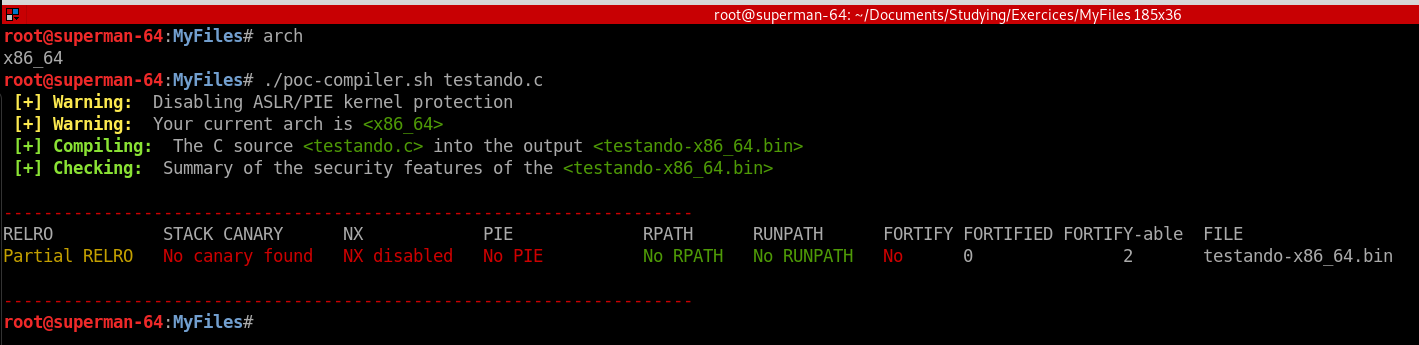 root@superman-64: ~/Documents/Studying/Exercices/MyFiles 185x36
root@superman-64:MyFiles# arch
x86_64
root@superman-64:MyFiles# ./poc-compiler.sh testando.c
[+] Warning:  Disabling ASLR/PIE kernel protection
[+] Warning:  Your current arch is <x86_64>
[+] Compiling:  The C source <testando.c> into the output <testando-x86_64.bin>
[+] Checking:  Summary of the security features of the <testando-x86_64.bin>
---------------------------------------------------------------------
RELRO           STACK CANARY      NX            PIE             RPATH      RUNPATH      FORTIFY FORTIFIED FORTIFY-able  FILE
Partial RELRO   No canary found   NX disabled   No PIE          No RPATH   No RUNPATH   No      0               2       testando-x86_64.bin
---------------------------------------------------------------------
root@superman-64:MyFiles#